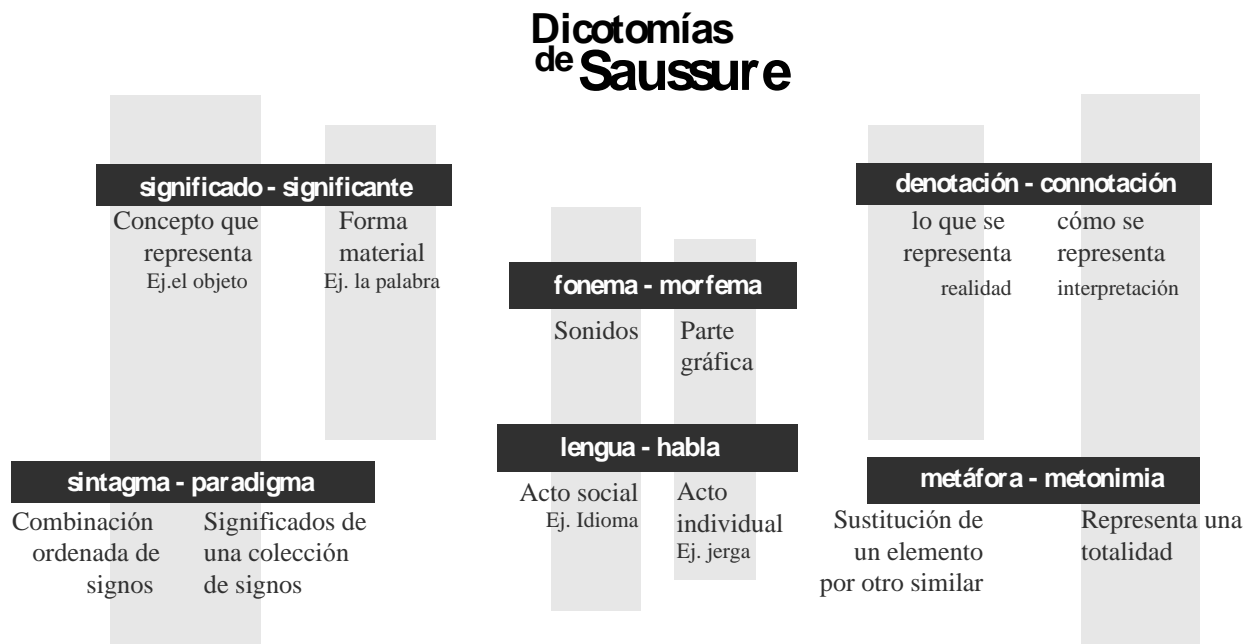 Dicotomías
de Saussure
significado - significante
Concepto que
representa
Ej.el objeto
Forma
material
Ej. la palabra
sintagma - paradigma
Combinación
ordenada de
signos
Significados de
una colección
de signos
fonema - morfema
Sonidos
Parte
gráfica
lengua - habla
Acto social
Ej. Idioma
Acto
individual
Ej. jerga
denotación - connotación
lo que se
representa
realidad
cómo se
representa
interpretación
metáfora - metonimia
Sustitución de
un elemento
por otro similar
Representa una
totalidad